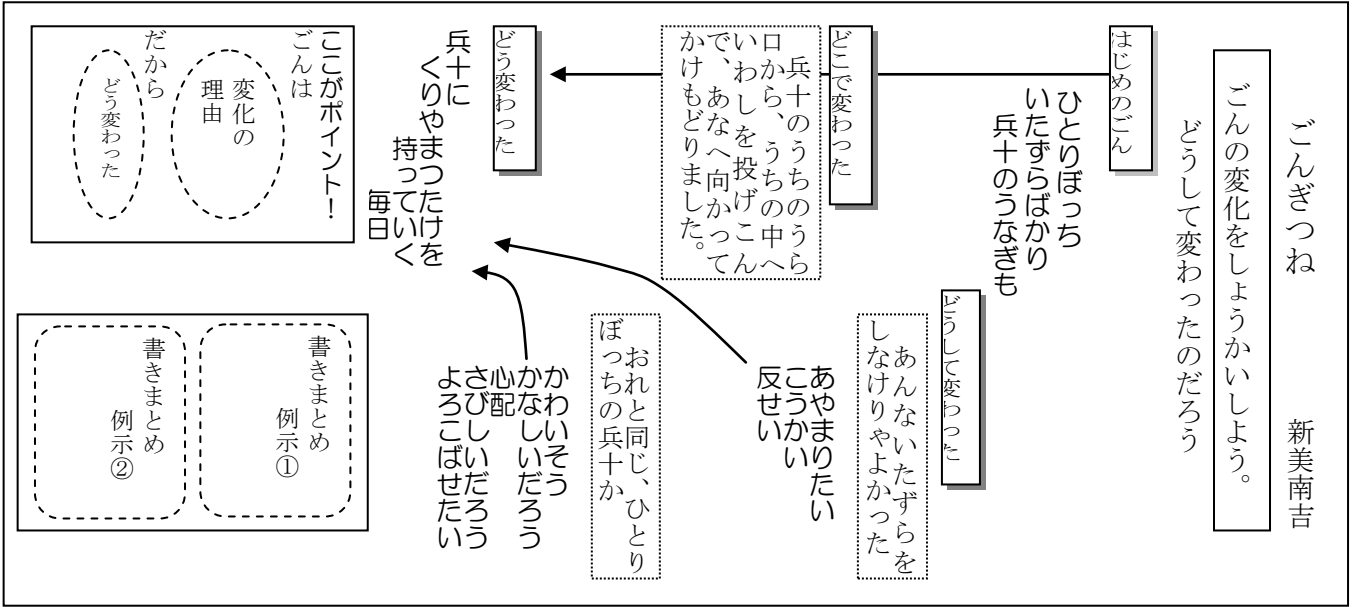 ごんぎつね
新美南吉
ごんの変化をしょうかいしよう。
どうして変わったのだろう
はじめのごん
ひとりぼっち
いたずらばかり
兵十のうなぎも
どうして変わった
あんないたずらを
しなけりゃよかった
あやまりたい
こうかい
反せい
どこで変わった
兵十のうちのうら
口から、うちの中へ
いわしを投げこん
で、あなへ向かって
かけもどりました。
おれと同じ、ひとり
ぼっちの兵十か
かわいそう
かなしいだろう
心配
さびしいだろう
よろこばせたい
どう変わった
兵十に
くりやまつたけを
持っていく
毎日
ここがポイント！
ごんは
変化の
理由
だから
どう変わった
書きまとめ
例示①
書きまとめ
例示②